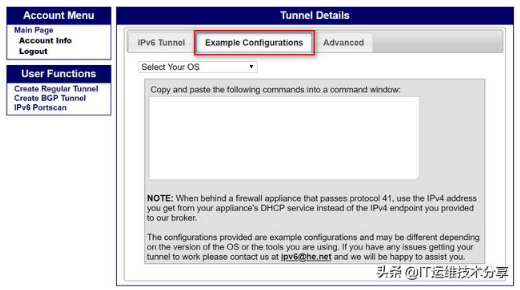 Account Menu
Main Page
Account Info
Logout
User Functions
Create Regular Tunnel
Create BGP Tunnel
IPv6 Portscan
Tunnel Details
IPv6 Tunnel
Example Configurations
Advanced
Select Your OS
Copy and paste the following commands into a command window:
NOTE: When behind a firewall appliance that passes protocol 41, use the IPv4 address
you get from your appliance's DHCP service instead of the IPv4 endpoint you provided
to our broker.
The configurations provided are example configurations and may be different depending
on the version of the OS or the tools you are using. If you have any issues getting your
tunnel to work please contact us at ipv6@he.net and we will be happy to assist you.
头条 @IT运维技术分享